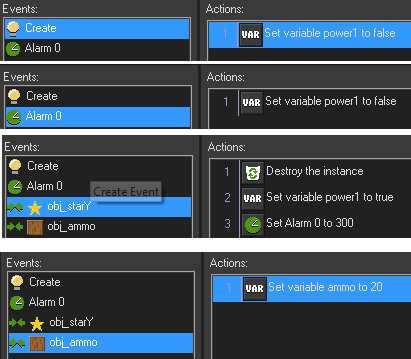 Events: Actions:
Create 1 VAR Set variable power1 to false
Alarm 0
Events: Actions:
Create 1 VAR Set variable power1 to false
Alarm 0
Events: Actions:
Create 1 Destroy the instance
Alarm 0 Create Event 2 VAR Set variable power1 to true
obj_starY 3 Set Alarm 0 to 300
obj_ammo
Events: Actions:
Create 1 VAR Set variable ammo to 20
Alarm 0
obj_starY
obj_ammo